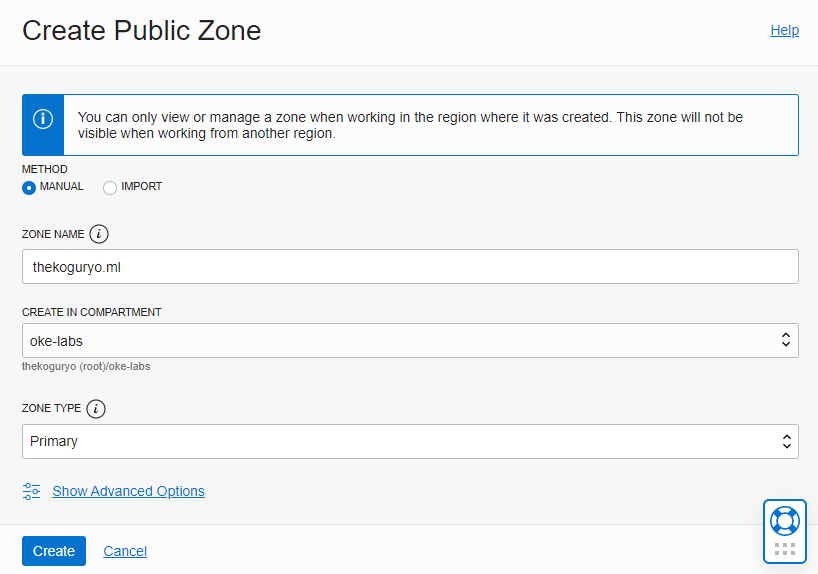 Create Public Zone
Help
You can only view or manage a zone when working in the region where it was created. This zone will not be
visible when working from another region.
METHOD
MANUAL
IMPORT
ZONE NAME
thekoguryo.ml
CREATE IN COMPARTMENT
oke-labs
thekoguryo (root)/oke-labs
ZONE TYPE
Primary
Show Advanced Options
Create
Cancel